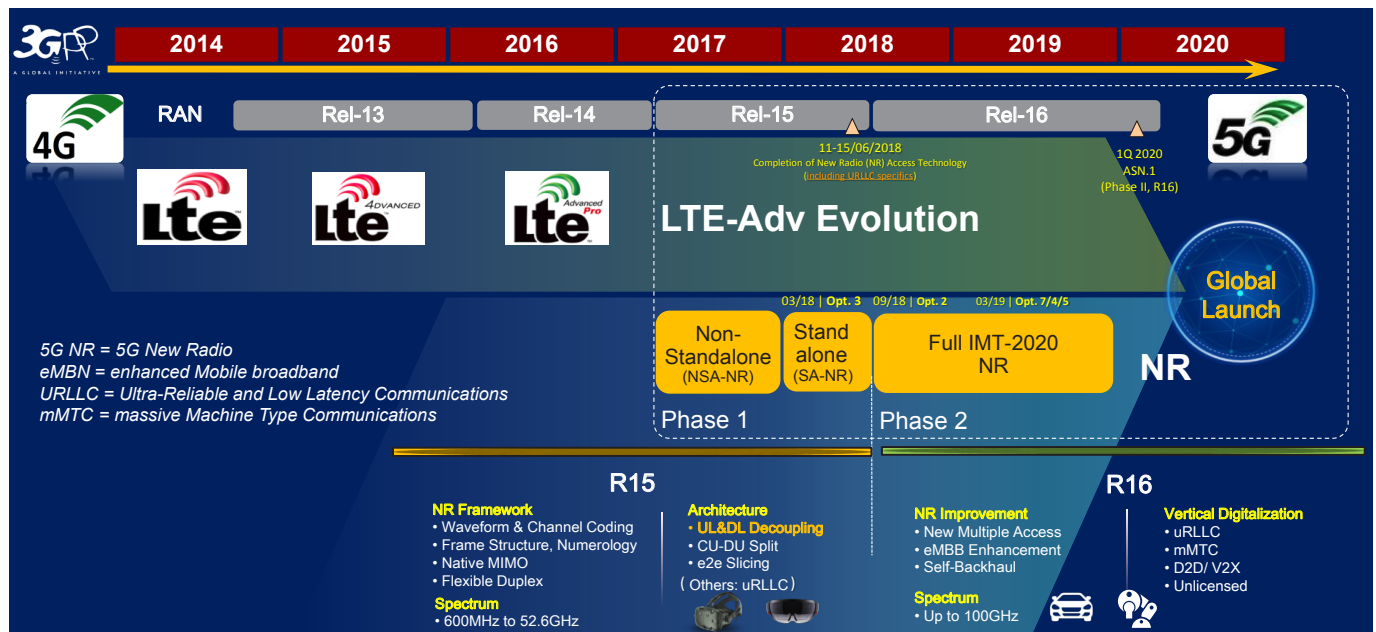 3GPP
A GLOBAL INITIATIVE
2014
2015
2016
2017
2018
2019
2020
4G
RAN
Rel-13
Rel-14
Rel-15
Rel-16
5G
11-15/06/2018
Completion of New Radio (NR) Access Technology
(including URLLC specifics)
1Q 2020
ASN.1
(Phase II, R16)
Lte
Lte
4DVANCED
Lte
Advanced
Pro
LTE-Adv Evolution
Global
Launch
03/18 | Opt. 3
09/18 | Opt. 2
03/19 | Opt. 7/4/5
Non-
Standalone
(NSA-NR)
Stand
alone
(SA-NR)
Full IMT-2020
NR
NR
Phase 1
Phase 2
5G NR = 5G New Radio
eMBN = enhanced Mobile broadband
URLLC = Ultra-Reliable and Low Latency Communications
mMTC = massive Machine Type Communications
R15
NR Framework
• Waveform & Channel Coding
• Frame Structure, Numerology
• Native MIMO
• Flexible Duplex
Spectrum
• 600MHz to 52.6GHz
Architecture
• UL&DL Decoupling
• CU-DU Split
• e2e Slicing
( Others: uRLLC )
R16
NR Improvement
• New Multiple Access
• eMBB Enhancement
• Self-Backhaul
Spectrum
• Up to 100GHz
Vertical Digitalization
• uRLLC
• mMTC
• D2D/ V2X
• Unlicensed